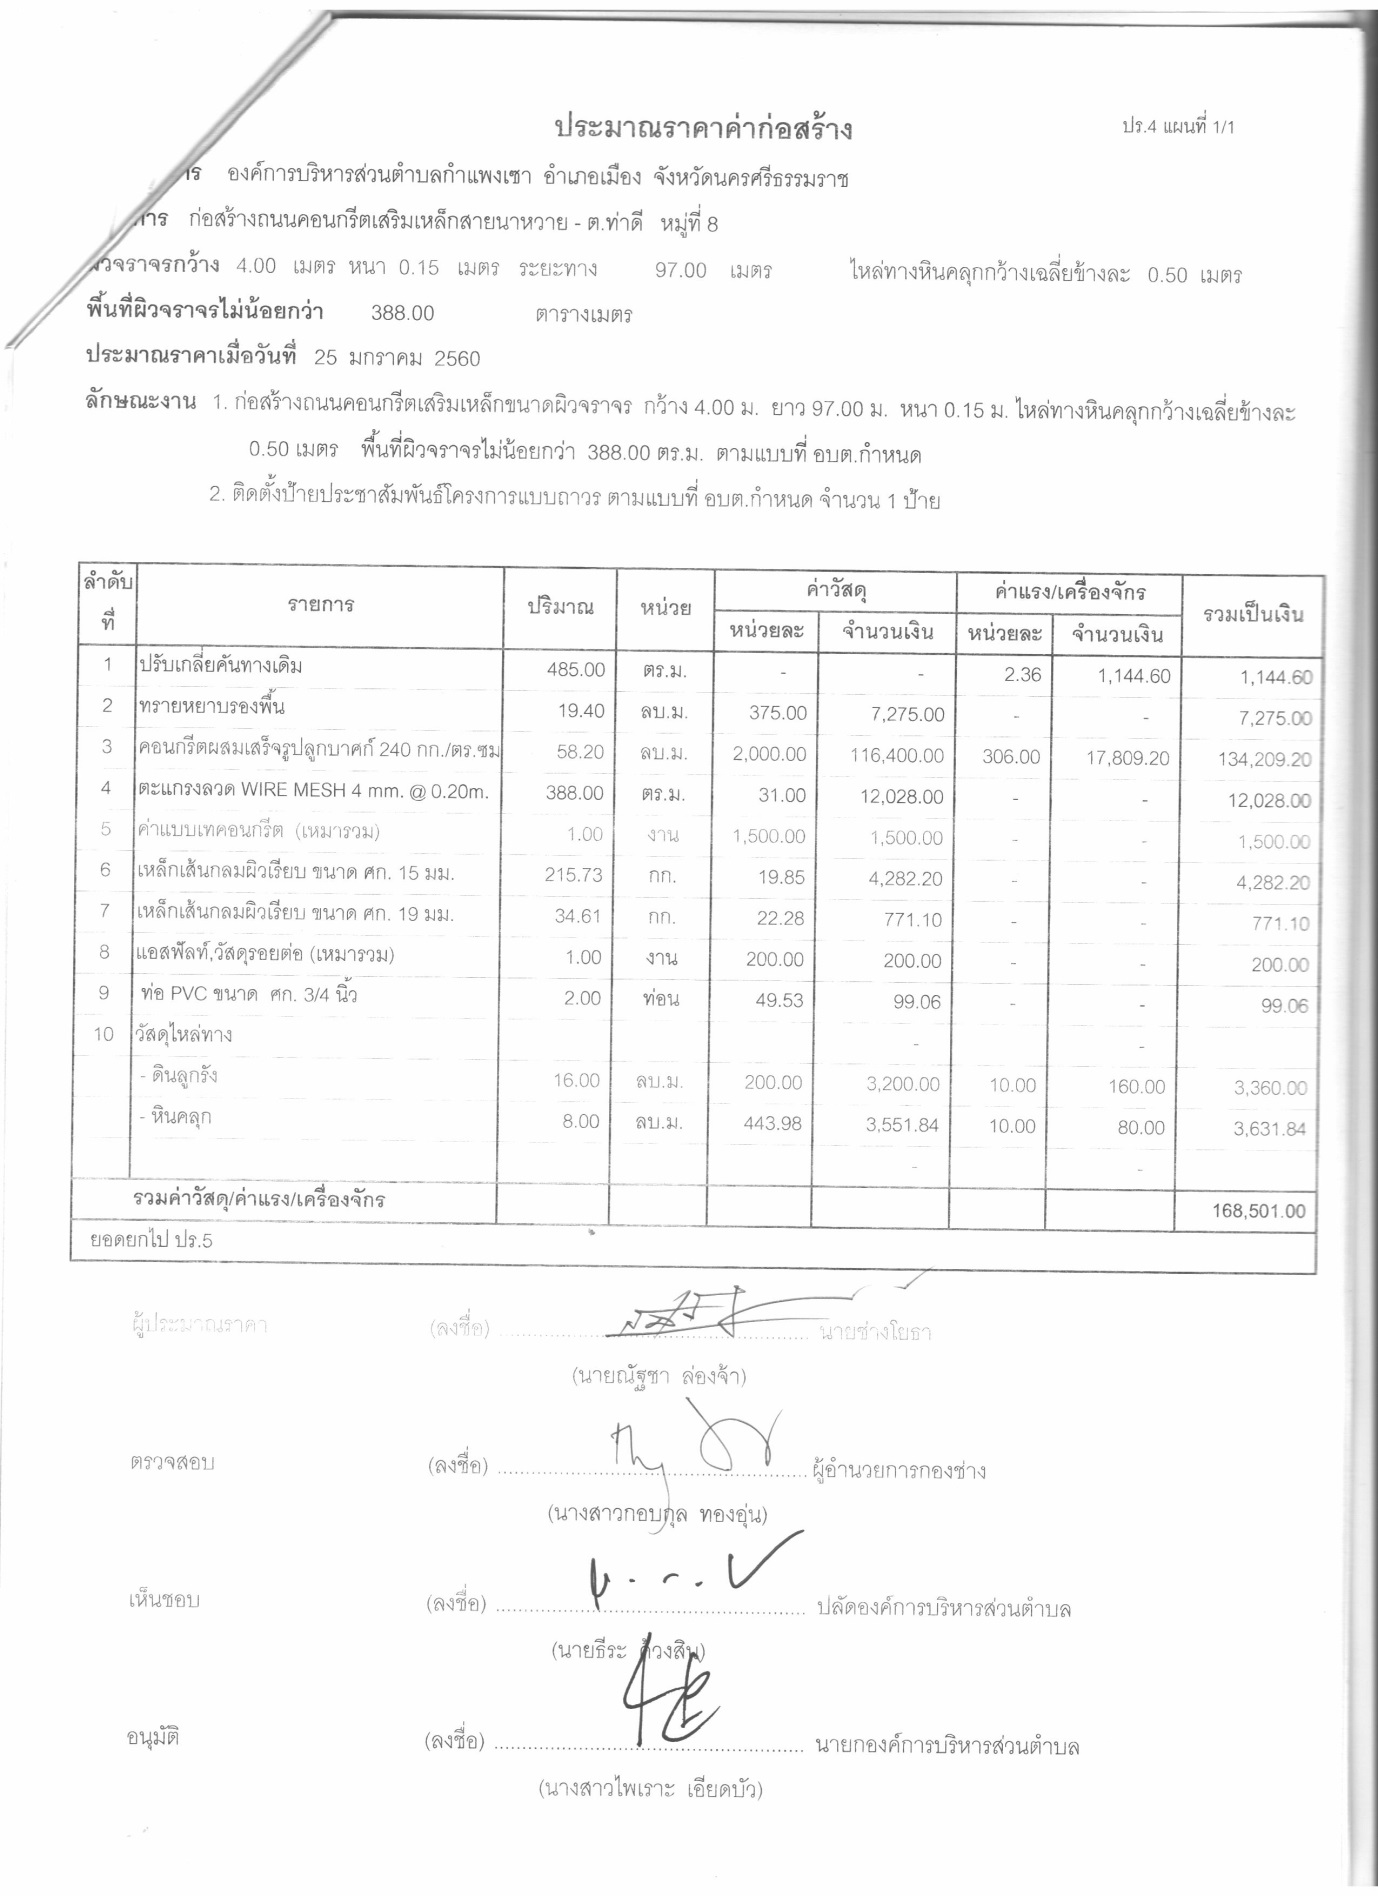 ประมาณราคาค่าก่อสร้าง
ปร.4 แผ่นที่ 1/1
องค์การบริหารส่วนตำบลกำแพงเซา อำเภอเมือง จังหวัดนครศรีธรรมราช
ก่อสร้างถนนคอนกรีตเสริมเหล็กสายนาหวาย - ต.ท่าดี หมู่ที่ 8
ผิวจราจรกว้าง 4.00 เมตร หนา 0.15 เมตร ระยะทาง 97.00 เมตร ไหล่ทางหินคลุกกว้างเฉลี่ยข้างละ 0.50 เมตร
พื้นที่ผิวจราจรไม่น้อยกว่า 388.00 ตารางเมตร
ประมาณราคาเมื่อวันที่ 25 มกราคม 2560
ลักษณะงาน 1. ก่อสร้างถนนคอนกรีตเสริมเหล็กขนาดผิวจราจร กว้าง 4.00 ม. ยาว 97.00 ม. หนา 0.15 ม. ไหล่ทางหินคลุกกว้างเฉลี่ยข้างละ
0.50 เมตร พื้นที่ผิวจราจรไม่น้อยกว่า 388.00 ตร.ม. ตามแบบที่ อบต.กำหนด
2. ติดตั้งป้ายประชาสัมพันธ์โครงการแบบถาวร ตามแบบที่ อบต.กำหนด จำนวน 1 ป้าย
ลำดับที่ รายการ ปริมาณ หน่วย ค่าวัสดุ ค่าแรง/เครื่องจักร รวมเป็นเงิน
หน่วยละ จำนวนเงิน หน่วยละ จำนวนเงิน
1 ปรับเกลี่ยคันทางเดิม 485.00 ตร.ม. - - 2.36 1,144.60 1,144.60
2 ทรายหยาบรองพื้น 19.40 ลบ.ม. 375.00 7,275.00 - - 7,275.00
3 คอนกรีตผสมเสร็จรูปลูกบาศก์ 240 กก./ตร.ซม 58.20 ลบ.ม. 2,000.00 116,400.00 306.00 17,809.20 134,209.20
4 ตะแกรงลวด WIRE MESH 4 mm. @ 0.20m. 388.00 ตร.ม. 31.00 12,028.00 - - 12,028.00
5 ค่าแบบเทคอนกรีต (เหมารวม) 1.00 งาน 1,500.00 1,500.00 - - 1,500.00
6 เหล็กเส้นกลมผิวเรียบ ขนาด ศก. 15 มม. 215.73 กก. 19.85 4,282.20 - - 4,282.20
7 เหล็กเส้นกลมผิวเรียบ ขนาด ศก. 19 มม. 34.61 กก. 22.28 771.10 - - 771.10
8 แอสฟัลท์,วัสดุรอยต่อ (เหมารวม) 1.00 งาน 200.00 200.00 - - 200.00
9 ท่อ PVC ขนาด ศก. 3/4 นิ้ว 2.00 ท่อน 49.53 99.06 - - 99.06
10 วัสดุไหล่ทาง - -
- ดินลูกรัง 16.00 ลบ.ม. 200.00 3,200.00 10.00 160.00 3,360.00
- หินคลุก 8.00 ลบ.ม. 443.98 3,551.84 10.00 80.00 3,631.84
- -
รวมค่าวัสดุ/ค่าแรง/เครื่องจักร 168,501.00
ยอดยกไป ปร.5
ผู้ประมาณราคา (ลงชื่อ) ........................ นายช่างโยธา
(นายณัฐชา ล่องจ้า)
ตรวจสอบ (ลงชื่อ) ........................ ผู้อำนวยการกองช่าง
(นางสาวกอบกุล ทองอุ่น)
เห็นชอบ (ลงชื่อ) ........................ ปลัดองค์การบริหารส่วนตำบล
(นายธีระ ด้วงสิน)
อนุมัติ (ลงชื่อ) ........................ นายกองค์การบริหารส่วนตำบล
(นางสาวไพเราะ เอียดบัว)